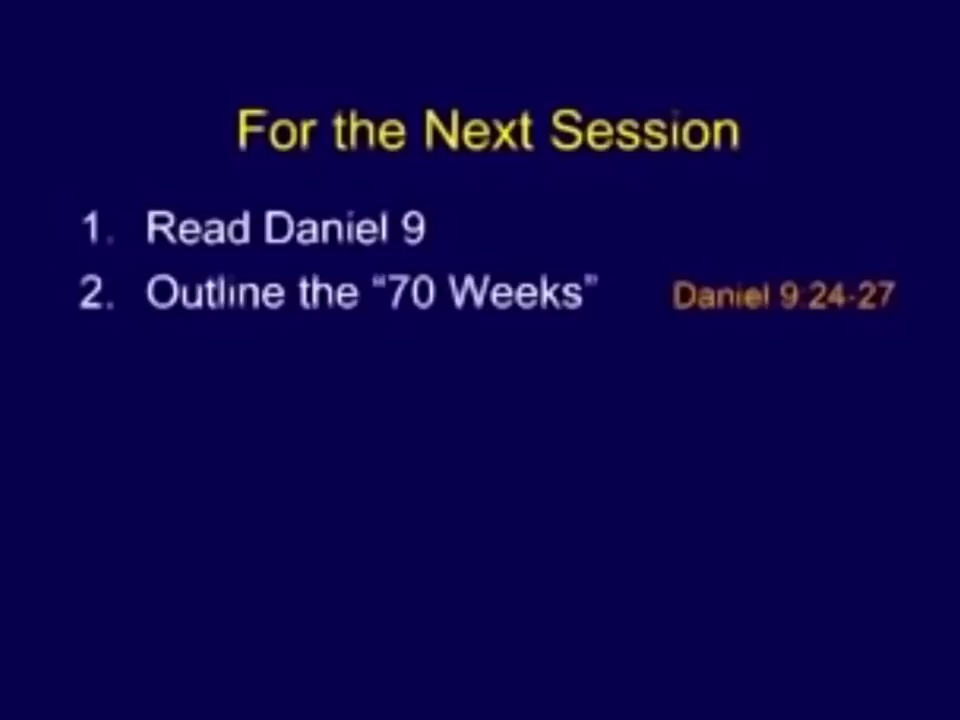 For the Next Session
1. Read Daniel 9
2. Outline the “70 Weeks” Daniel 9:24-27